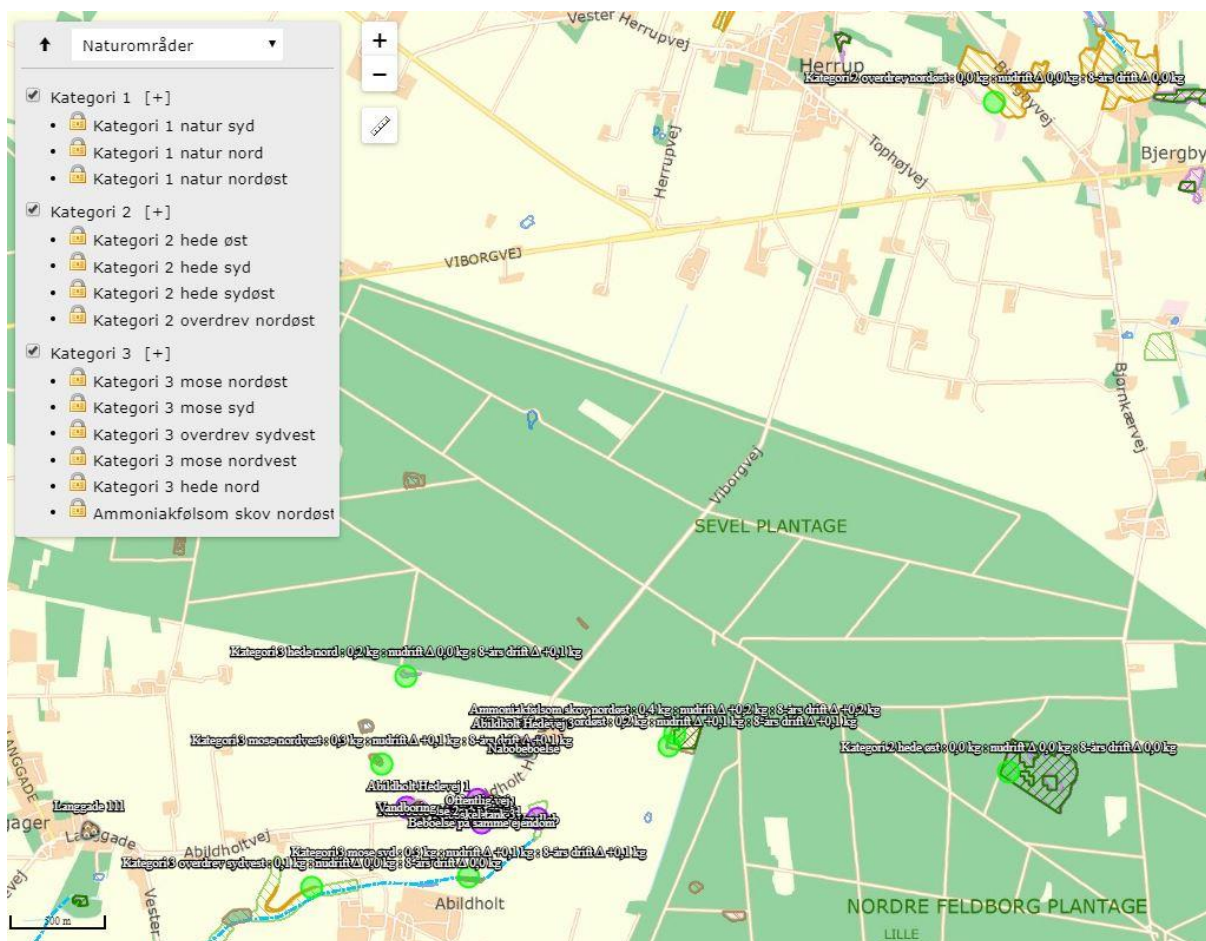 Naturområder
+
−
Kategori 1 [+]
Kategori 1 natur syd
Kategori 1 natur nord
Kategori 1 natur nordøst
Kategori 2 [+]
Kategori 2 hede øst
Kategori 2 hede syd
Kategori 2 hede sydøst
Kategori 2 overdrev nordøst
Kategori 3 [+]
Kategori 3 mose nordøst
Kategori 3 mose syd
Kategori 3 overdrev sydvest
Kategori 3 mose nordvest
Kategori 3 hede nord
Ammoniakfølsom skov nordøst
Vester Herrupvej
Herrup
Kategori 2 overdrev nordøst : 0,0 kg : nudrift Δ 0,0 kg : 8-års drift Δ 0,0 kg
Bjergbyvej
Tophøjvej
Herrupvej
Bjergby
VIBORGVEJ
Bjørnkærvej
Viborgvej
SEVEL PLANTAGE
Kategori 3 hede nord : 0,2 kg : nudrift Δ 0,0 kg : 8-års drift Δ +0,1 kg
Ammoniakfølsom skov nordøst : 0,4 kg : nudrift Δ +0,2 kg : 8-års drift Δ +0,2 kg
Abildholt Hedevej 3 ordøst : 0,2 kg : nudrift Δ +0,1 kg : 8-års drift Δ +0,1 kg
Kategori 3 mose nordvest : 0,3 kg : nudrift Δ +0,1 kg : 8-års drift Δ +0,1 kg
Nabobeboelse
Kategori 2 hede øst : 0,0 kg : nudrift Δ 0,0 kg : 8-års drift Δ 0,0 kg
LANGGADE
Abildholt Hedevej 1
Offentlig vej
Vandboring
Beboelse på samme ejendom
Langgade 111
Langgade
Abildholtvej
Kategori 3 mose syd : 0,3 kg : nudrift Δ +0,1 kg : 8-års drift Δ +0,1 kg
Kategori 3 overdrev sydvest : 0,1 kg : nudrift Δ 0,0 kg : 8-års drift Δ 0,0 kg
Vester
Abildholt
NORDRE FELDBORG PLANTAGE
LILLE
500 m